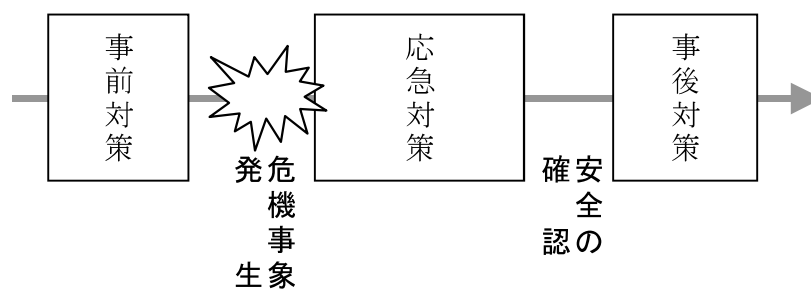 事前対策
危機事象
発生
応急対策
安全の
確認
事後対策